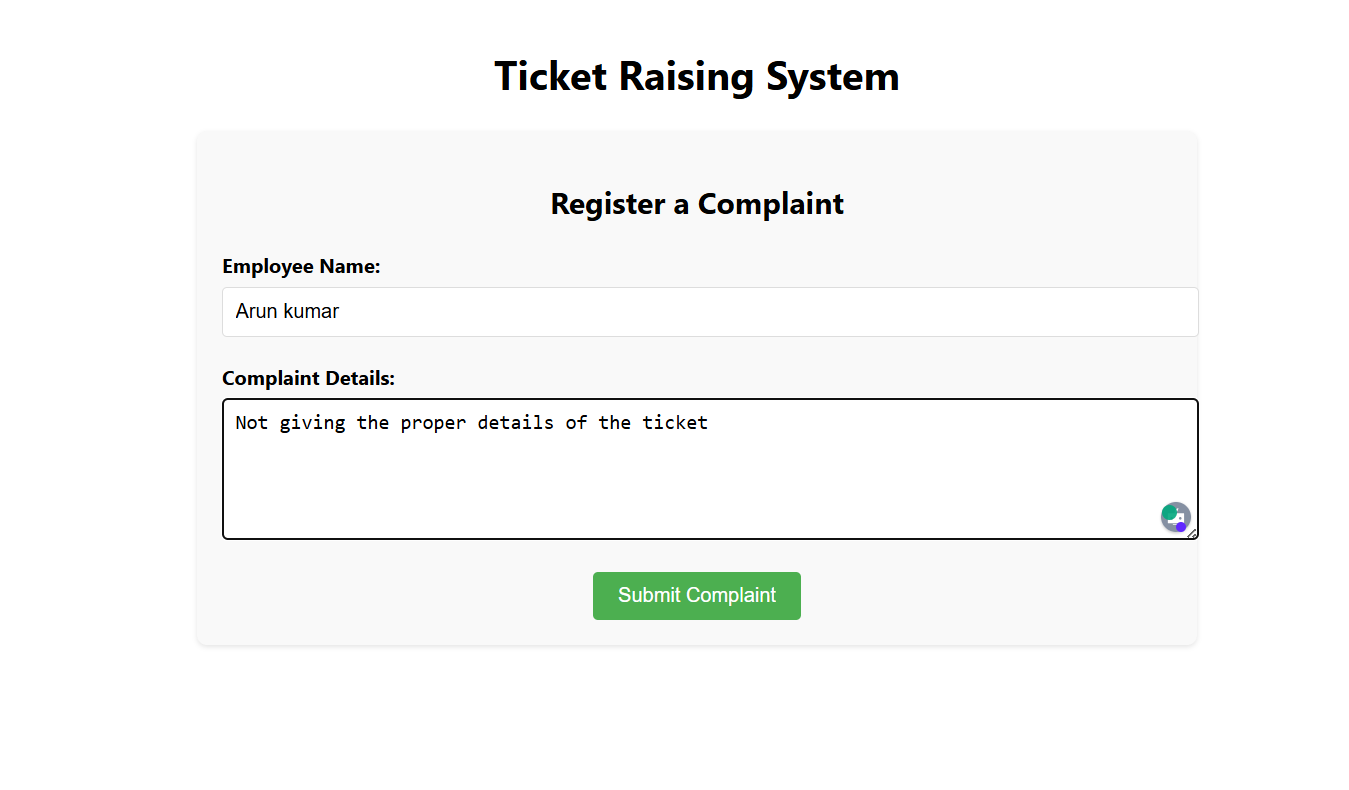 Ticket Raising System
Register a Complaint
Employee Name:
Arun kumar
Complaint Details:
Not giving the proper details of the ticket
Submit Complaint